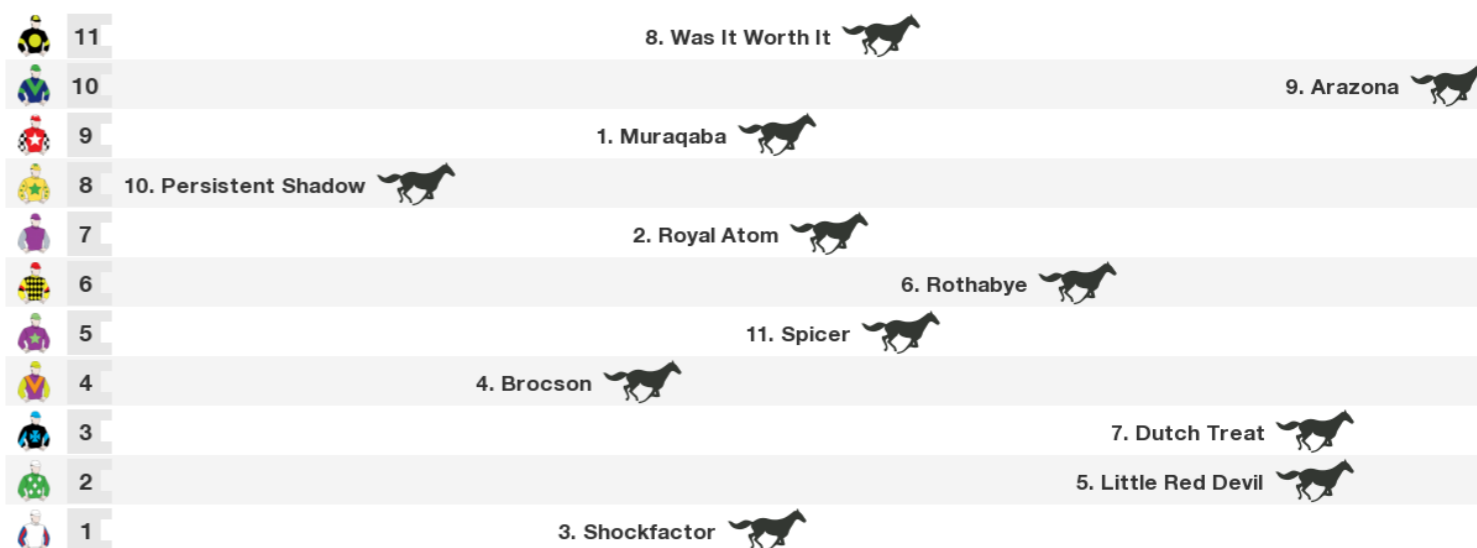 11 8. Was It Worth It
10 9. Arazona
9 1. Muraqaba
8 10. Persistent Shadow
7 2. Royal Atom
6 6. Rothabye
5 11. Spicer
4 4. Brocson
3 7. Dutch Treat
2 5. Little Red Devil
1 3. Shockfactor